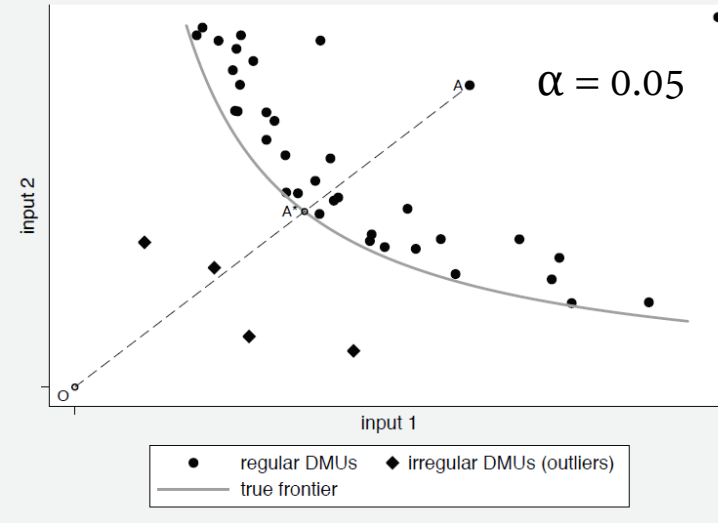 A
α = 0.05
input 2
A*
O
input 1
regular DMUs
irregular DMUs (outliers)
true frontier